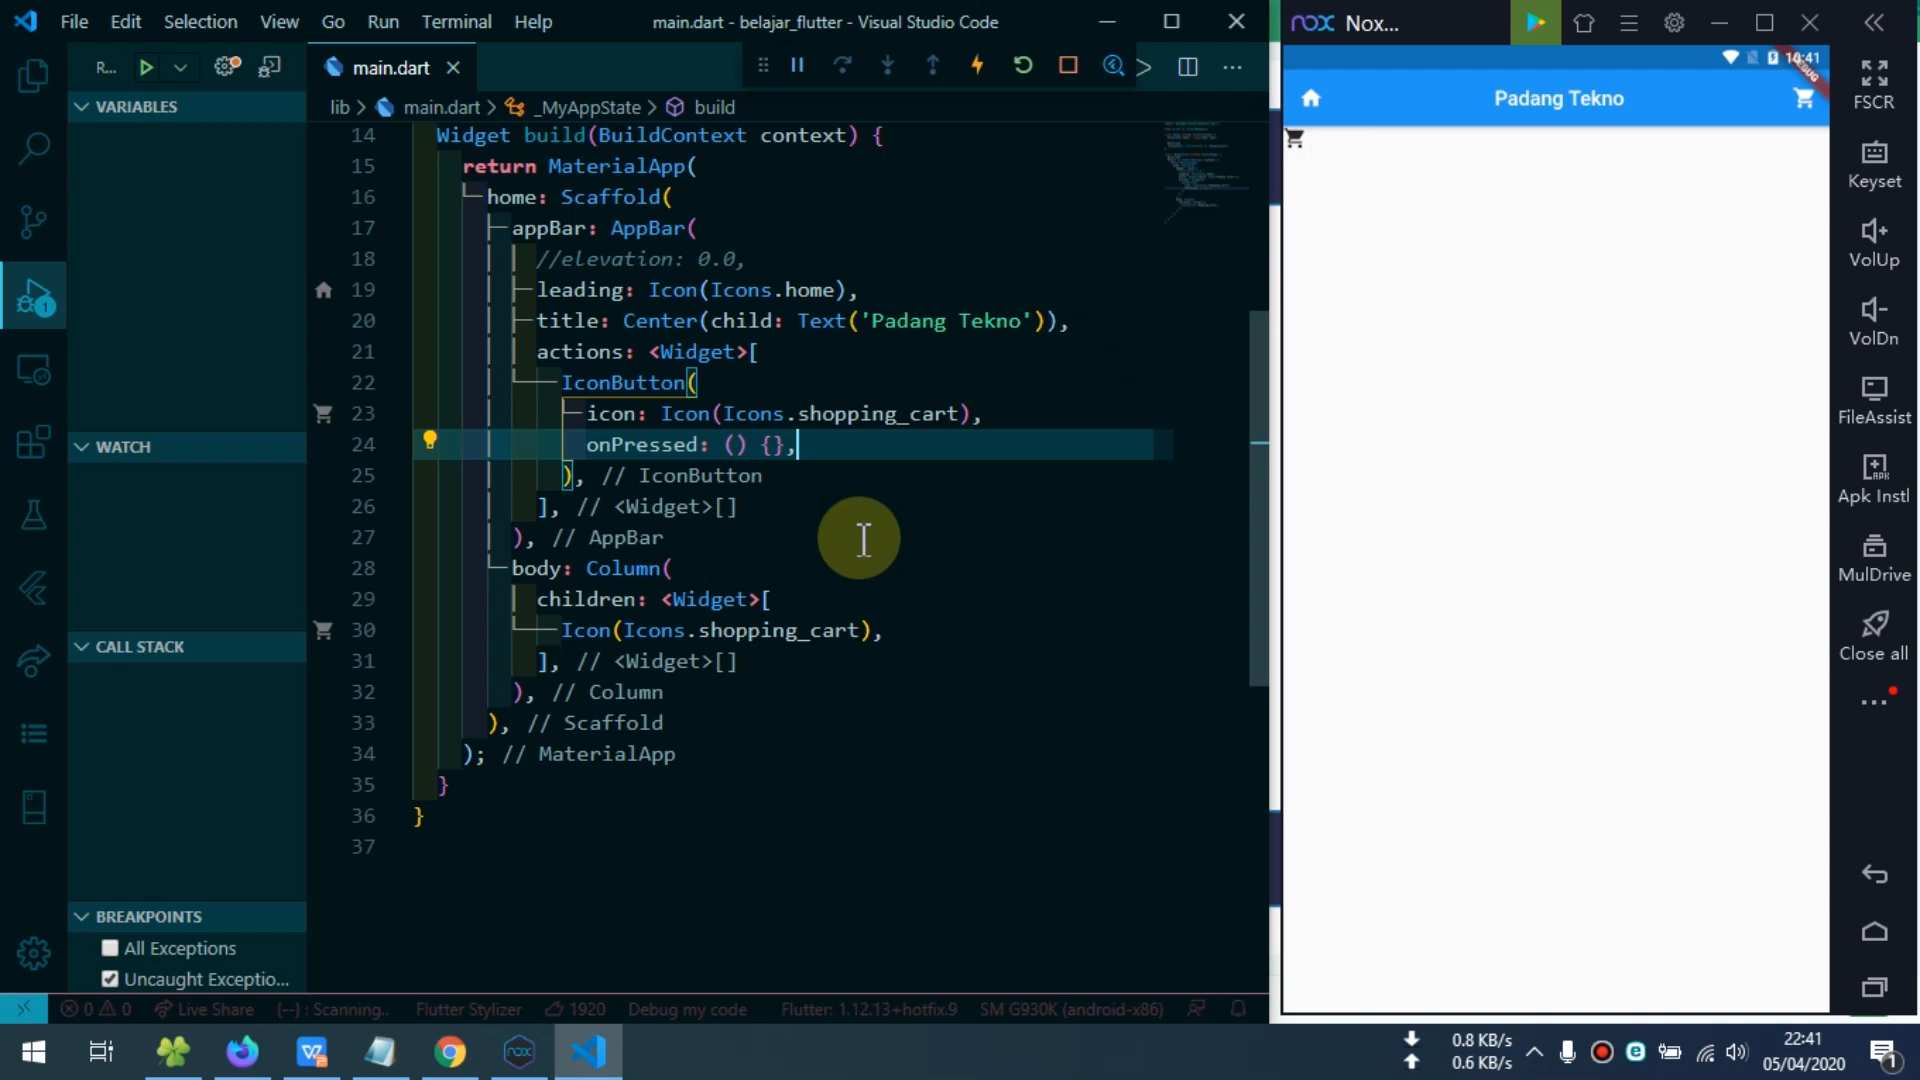 File Edit Selection View Go Run Terminal Help main.dart - belajar_flutter - Visual Studio Code
R...
main.dart
lib > main.dart > _MyAppState > build
VARIABLES
WATCH
CALL STACK
BREAKPOINTS
All Exceptions
Uncaught Exceptio...
14 Widget build(BuildContext context) {
15 return MaterialApp(
16 home: Scaffold(
17 appBar: AppBar(
18 //elevation: 0.0,
19 leading: Icon(Icons.home),
20 title: Center(child: Text('Padang Tekno')),
21 actions: <Widget>[
22 IconButton(
23 icon: Icon(Icons.shopping_cart),
24 onPressed: () {},
25 ), // IconButton
26 ], // <Widget>[]
27 ), // AppBar
28 body: Column(
29 children: <Widget>[
30 Icon(Icons.shopping_cart),
31 ], // <Widget>[]
32 ), // Column
33 ), // Scaffold
34 ); // MaterialApp
35 }
36 }
37
1
0 0 Live Share {--} : Scanning.. Flutter Stylizer 1920 Debug my code Flutter: 1.12.13+hotfix.9 SM G930K (android-x86)
nox Nox...
10:41
DEBUG
Padang Tekno
FSCR
Keyset
VolUp
VolDn
FileAssist
Apk Instl
MulDrive
Close all
nox
0.8 KB/s
0.6 KB/s
22:41
05/04/2020
1